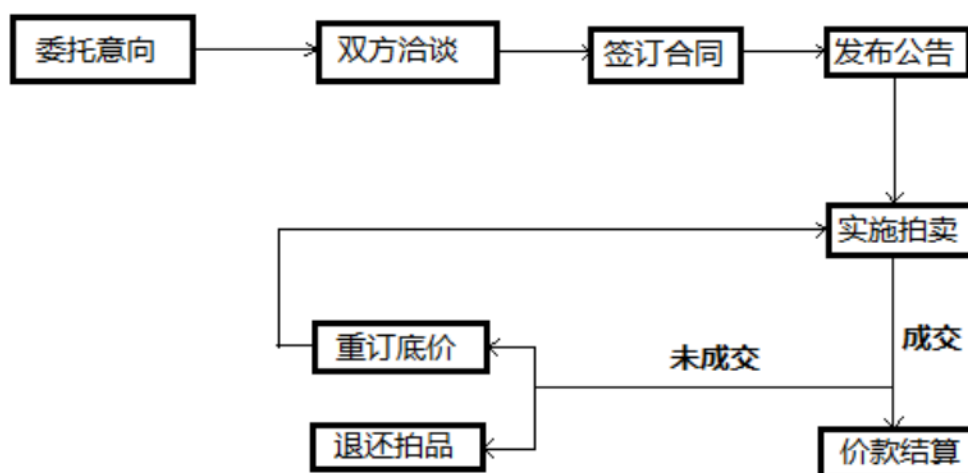 委托意向
双方洽谈
签订合同
发布公告
实施拍卖
重订底价
未成交
成交
退还拍品
价款结算